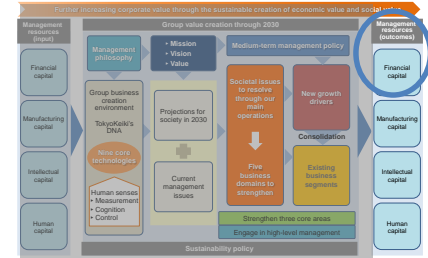 Further increasing corporate value through the sustainable creation of economic value and social value
Management
resources
(input)
Financial
capital
Manufacturing
capital
Intellectual
capital
Human
capital
Group value creation through 2030
Management
philosophy
• Mission
• Vision
• Value
Medium-term management policy
Group business
creation
environment
TokyoKeiki's
DNA
Nine core
technologies
Human senses
• Measurement
• Cognition
• Control
Projections for
society in 2030
Current
management
issues
Societal issues
to resolve
through our
main
operations
Five
business
domains to
strengthen
New growth
drivers
Consolidation
Existing
business
segments
Strengthen three core areas
Engage in high-level management
Sustainability policy
Management
resources
(outcomes)
Financial
capital
Manufacturing
capital
Intellectual
capital
Human
capital